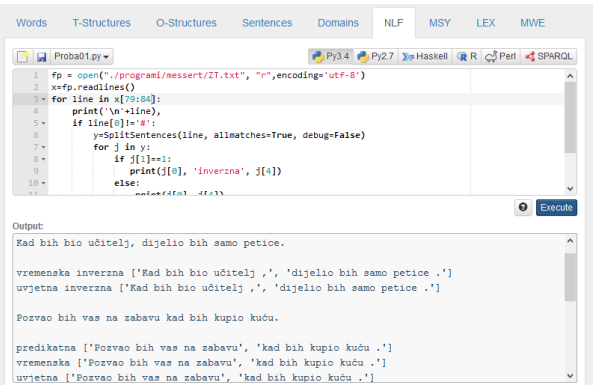 Words T-Structures O-Structures Sentences Domains NLF MSY LEX MWE
Proba01.py Py3.4 Py2.7 Haskell R Perl SPARQL
1 fp = open("./programi/messert/ZT.txt", "r",encoding='utf-8')
2 x=fp.readlines()
3 for line in x[79:84]:
4 print('\n'+line),
5 if line[0]!='#':
6 y=SplitSentences(line, allmatches=True, debug=False)
7 for j in y:
8 if j[1]==1:
9 print(j[0], 'inverzna', j[4])
10 else:
11 print(j[0], j[4])
Execute
Output:
Kad bih bio učitelj, dijelio bih samo petice.
vremenska inverzna ['Kad bih bio učitelj ,', 'dijelio bih samo petice .']
uvjetna inverzna ['Kad bih bio učitelj ,', 'dijelio bih samo petice .']
Pozvao bih vas na zabavu kad bih kupio kuću.
predikatna ['Pozvao bih vas na zabavu', 'kad bih kupio kuću .']
vremenska ['Pozvao bih vas na zabavu', 'kad bih kupio kuću .']
uvjetna ['Pozvao bih vas na zabavu', 'kad bih kupio kuću .']